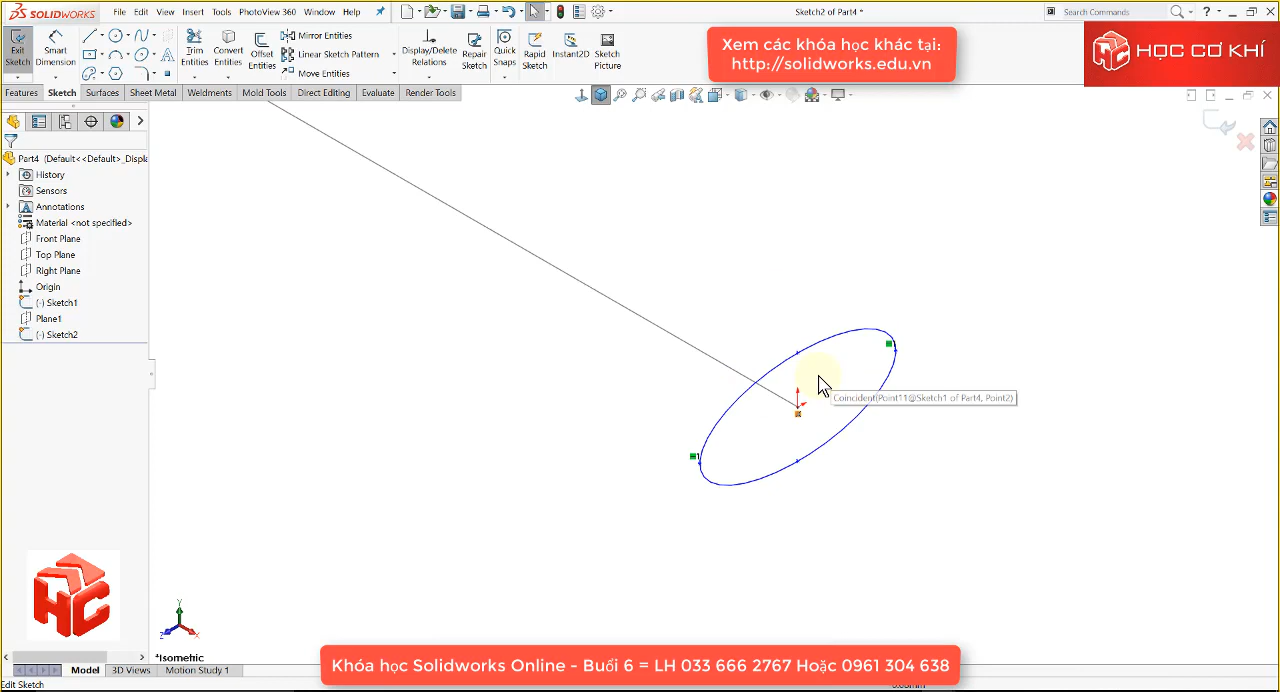 SOLIDWORKS File Edit View Insert Tools PhotoView 360 Window Help Sketch2 of Part4 * Search Commands
Exit Sketch
Smart Dimension
Trim Entities
Convert Entities
Offset Entities
Mirror Entities
Linear Sketch Pattern
Move Entities
Display/Delete Relations
Repair Sketch
Quick Snaps
Rapid Sketch
Instant2D
Sketch Picture
Xem các khóa học khác tại:
http://solidworks.edu.vn
HỌC CƠ KHÍ
Features Sketch Surfaces Sheet Metal Weldments Mold Tools Direct Editing Evaluate Render Tools
Part4 (Default<<Default>_Displa
History
Sensors
Annotations
Material <not specified>
Front Plane
Top Plane
Right Plane
Origin
(-) Sketch1
Plane1
(-) Sketch2
Coincident(Point11@Sketch1 of Part4, Point2)
1
Y
Z X
*Isometric
Khóa học Solidworks Online - Buổi 6 = LH 033 666 2767 Hoặc 0961 304 638
Model 3D Views Motion Study 1
Edit Sketch